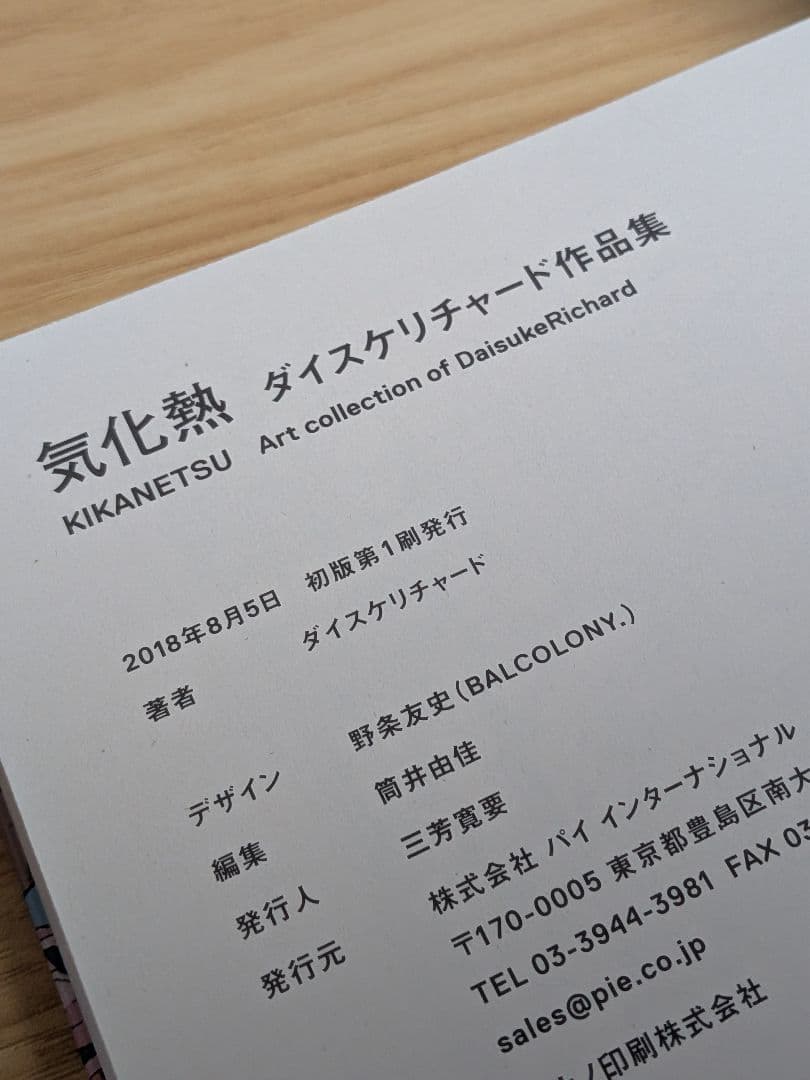 気化熱 ダイスケリチャード作品集
KIKANETSU Art collection of DaisukeRichard
2018年8月5日 初版第1刷発行
著者 ダイスケリチャード
デザイン 野条友史(BALCOLONY.)
編集 筒井由佳
発行人 三芳寛要
発行元 株式会社 パイ インターナショナル
〒170-0005 東京都豊島区南大
TEL 03-3944-3981 FAX 03
sales@pie.co.jp
ノ印刷株式会社